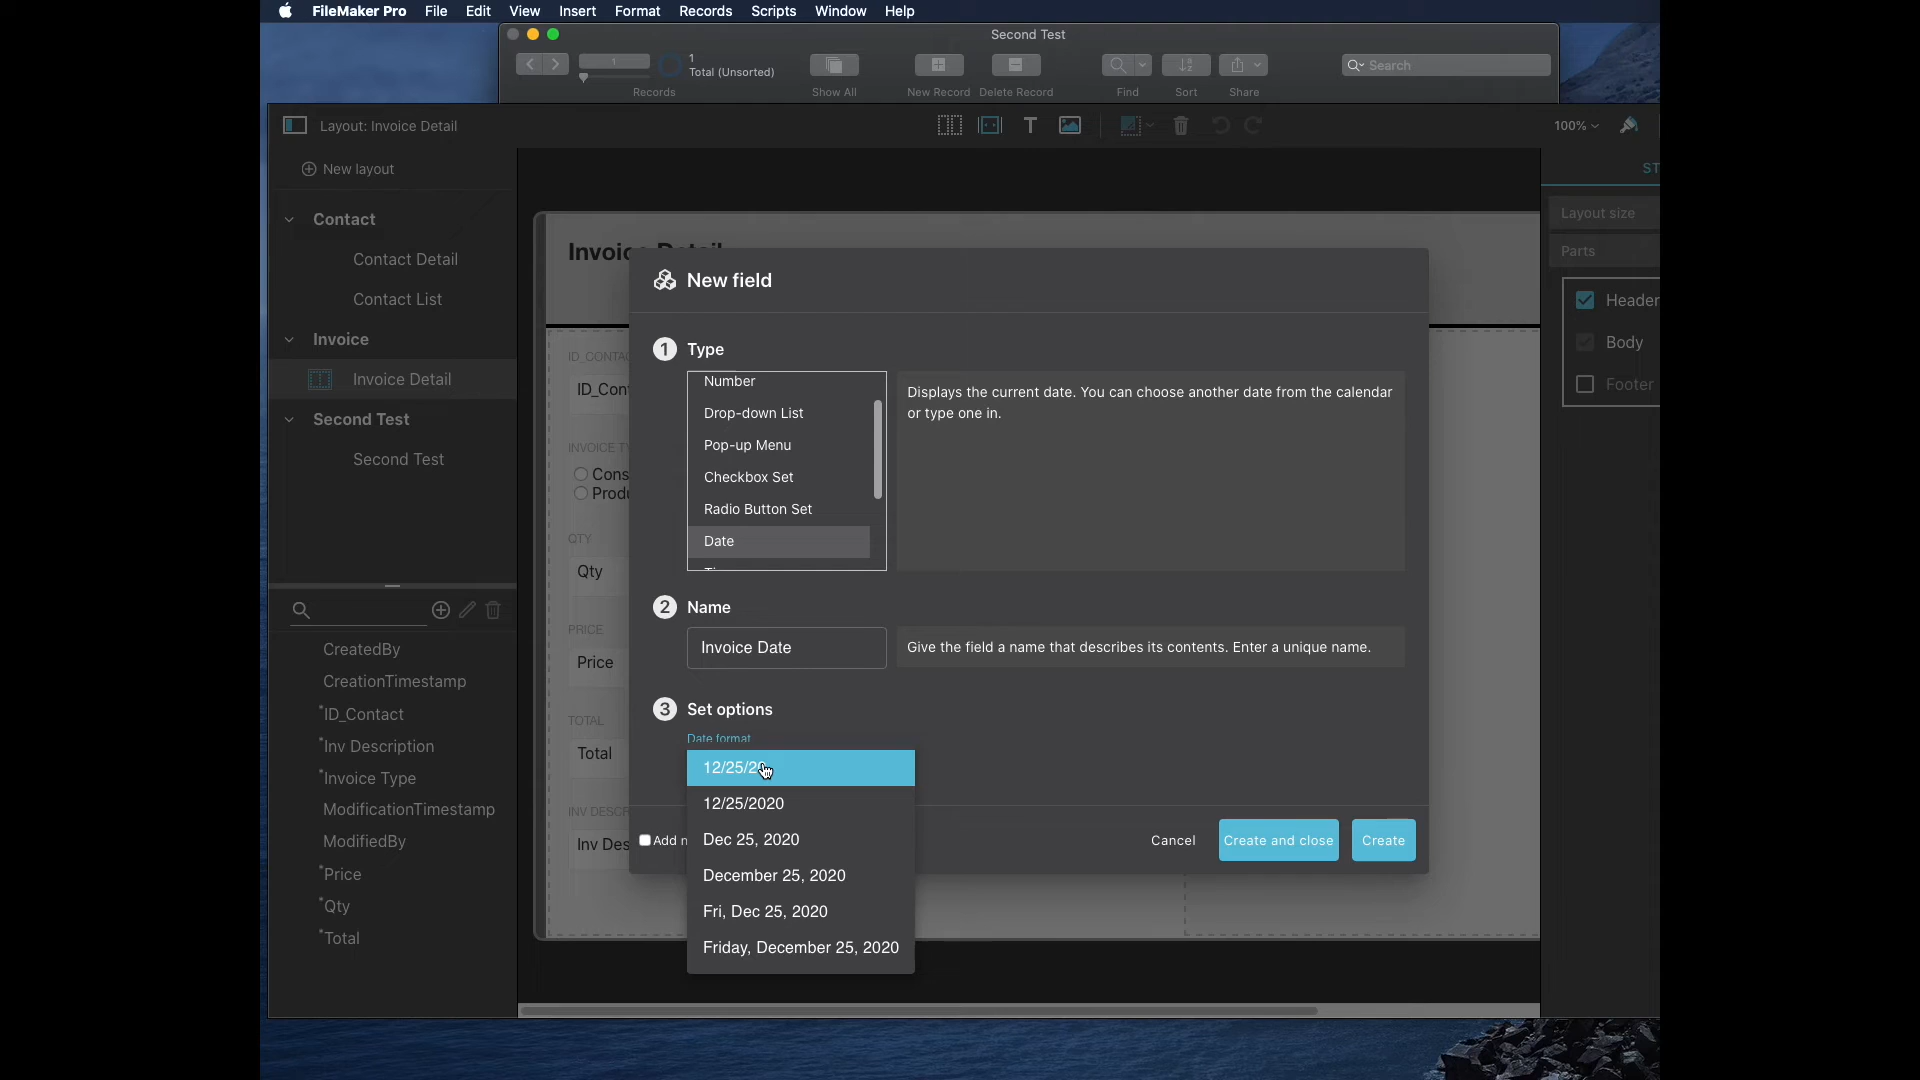 FileMaker Pro File Edit View Insert Format Records Scripts Window Help
Second Test
1
1
Total (Unsorted)
Search
Records
Show All
New Record
Delete Record
Find
Sort
Share
Layout: Invoice Detail
100%
New layout
Contact
Contact Detail
Contact List
Invoice
Invoice Detail
Second Test
Second Test
CreatedBy
CreationTimestamp
*ID_Contact
*Inv Description
*Invoice Type
ModificationTimestamp
ModifiedBy
*Price
*Qty
*Total
INVOICE
QTY
Qty
PRICE
Price
TOTAL
Total
New field
1 Type
Number
Drop-down List
Pop-up Menu
Checkbox Set
Radio Button Set
Date
Displays the current date. You can choose another date from the calendar
or type one in.
2 Name
Invoice Date
Give the field a name that describes its contents. Enter a unique name.
3 Set options
Date format
12/25/2020
Dec 25, 2020
December 25, 2020
Fri, Dec 25, 2020
Friday, December 25, 2020
Add
Cancel
Create and close
Create
Layout size
Parts
Header
Body
Footer